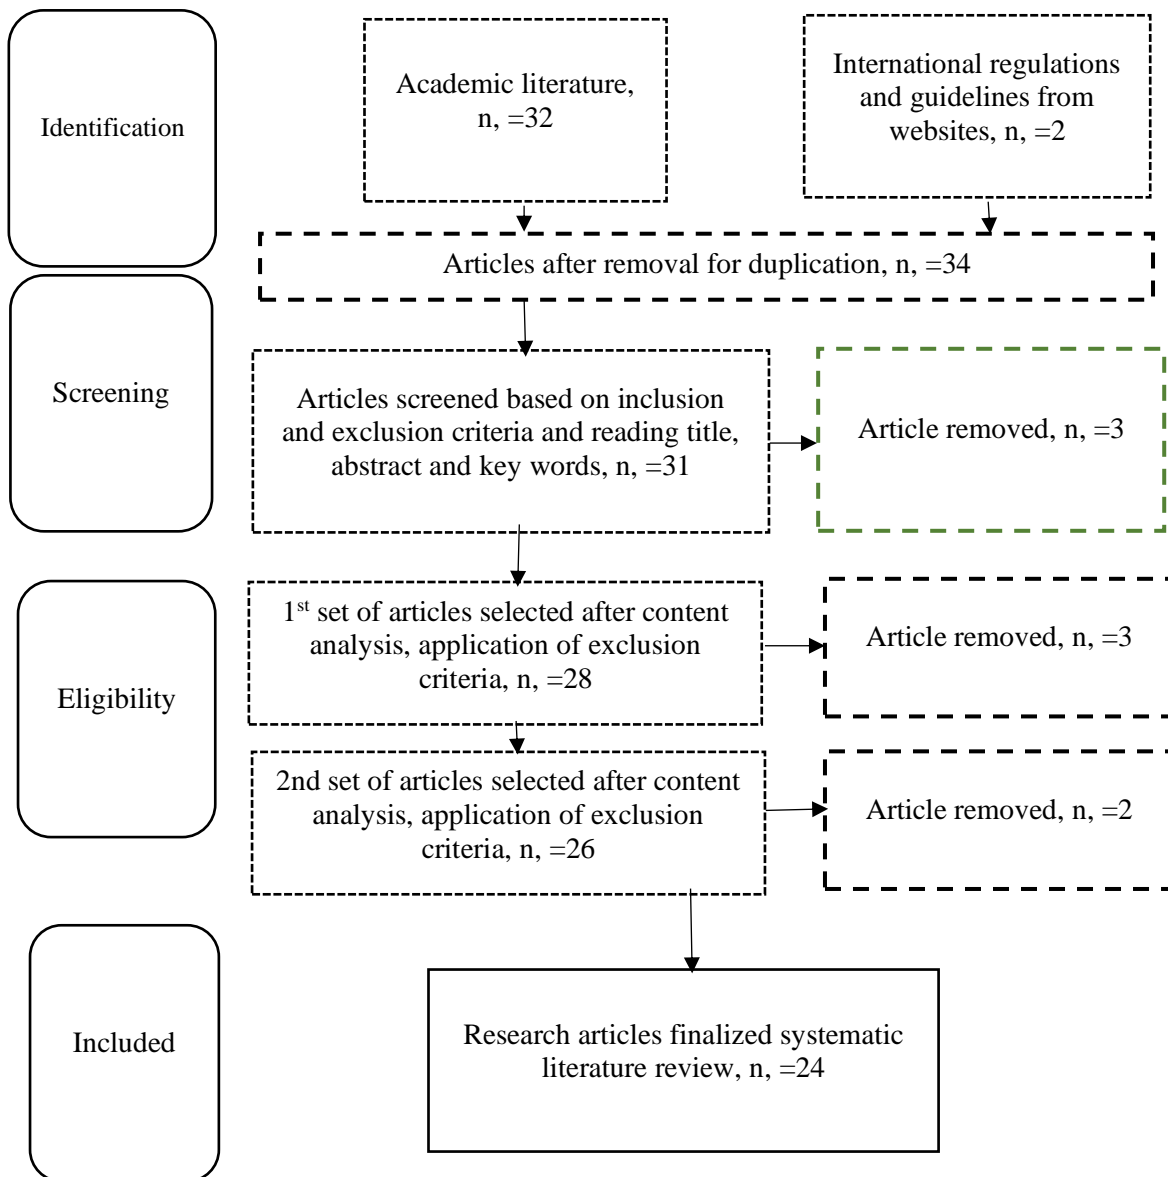 Identification
Academic literature,
n, =32
International regulations
and guidelines from
websites, n, =2
Articles after removal for duplication, n, =34
Screening
Articles screened based on inclusion
and exclusion criteria and reading title,
abstract and key words, n, =31
Article removed, n, =3
Eligibility
1st set of articles selected after content
analysis, application of exclusion
criteria, n, =28
Article removed, n, =3
2nd set of articles selected after content
analysis, application of exclusion
criteria, n, =26
Article removed, n, =2
Included
Research articles finalized systematic
literature review, n, =24